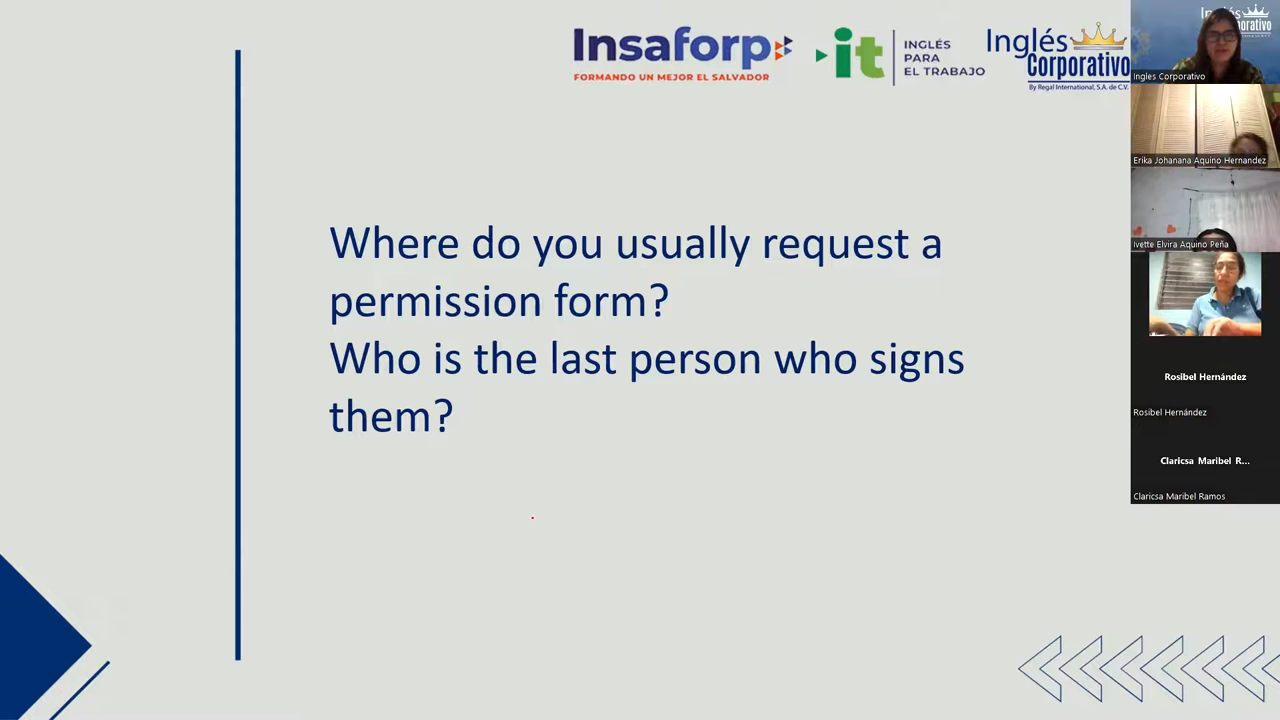 Insaforp
FORMANDO UN MEJOR EL SALVADOR
it
INGLÉS
PARA
EL TRABAJO
Inglés
Corporativo
By Regal International, S.A. de C.V.
Where do you usually request a
permission form?
Who is the last person who signs
them?
Inglés
orporativo
Ingles Corporativo
Erika Johanana Aquino Hernandez
Ivette Elvira Aquino Peña
Rosibel Hernández
Rosibel Hernández
Claricsa Maribel R...
Claricsa Maribel Ramos